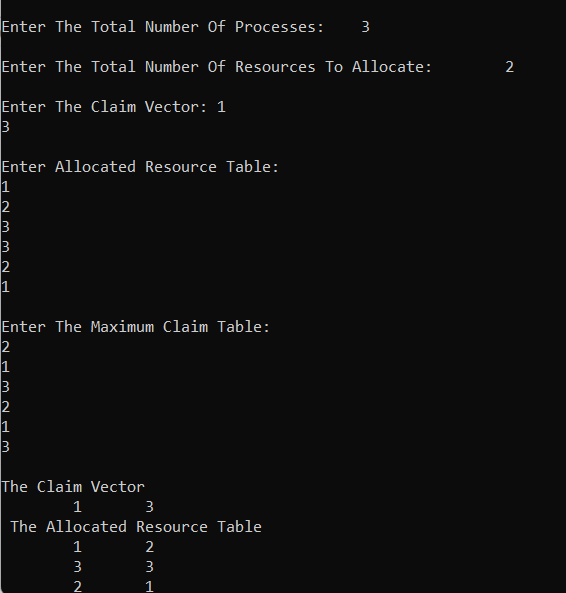 Enter The Total Number Of Processes:    3
Enter The Total Number Of Resources To Allocate:        2
Enter The Claim Vector: 1
3
Enter Allocated Resource Table:
1
2
3
3
2
1
Enter The Maximum Claim Table:
2
1
3
2
1
3
The Claim Vector
        1       3
 The Allocated Resource Table
        1       2
        3       3
        2       1